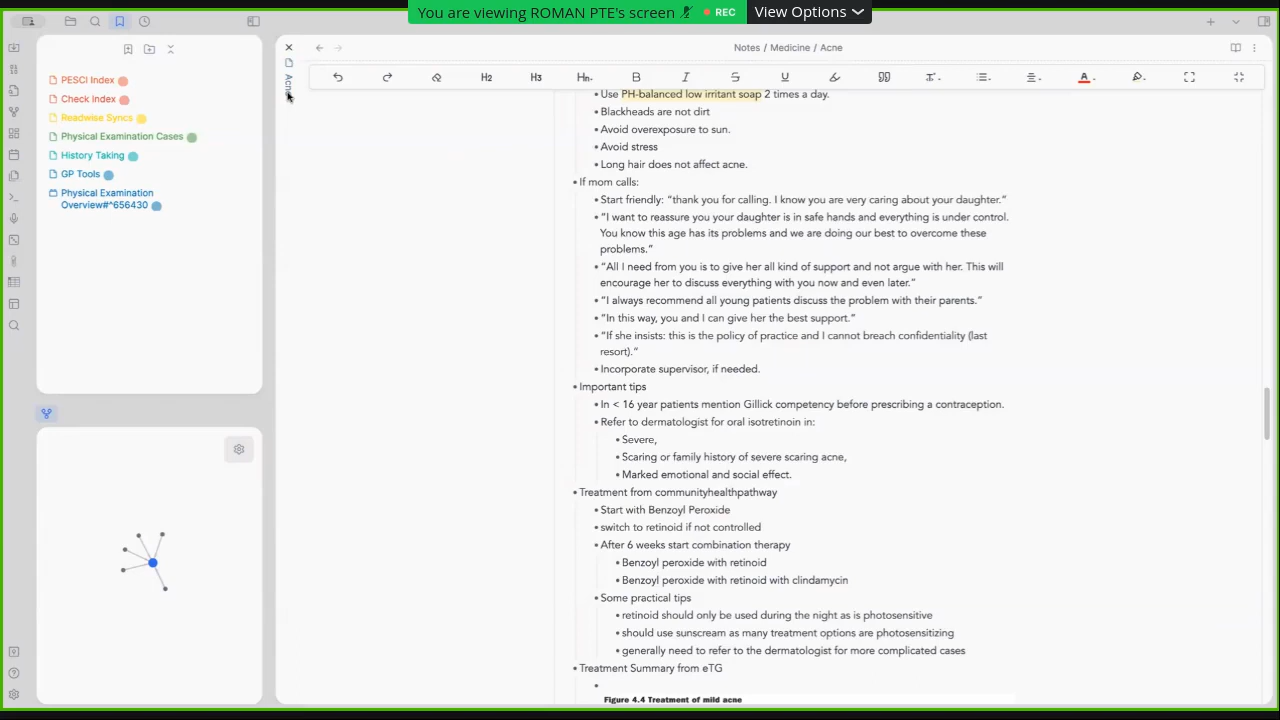 You are viewing ROMAN PTE's screen
REC
View Options
Notes / Medicine / Acne
H2
H3
Hn
B
I
S
U
A
PESCI Index
Check Index
Readwise Syncs
Physical Examination Cases
History Taking
GP Tools
Physical Examination
Overview#^656430
Acne
Use PH-balanced low irritant soap 2 times a day.
Blackheads are not dirt
Avoid overexposure to sun.
Avoid stress
Long hair does not affect acne.
If mom calls:
Start friendly: “thank you for calling. I know you are very caring about your daughter.”
“I want to reassure you your daughter is in safe hands and everything is under control.
You know this age has its problems and we are doing our best to overcome these
problems.”
“All I need from you is to give her all kind of support and not argue with her. This will
encourage her to discuss everything with you now and even later.”
“I always recommend all young patients discuss the problem with their parents.”
“In this way, you and I can give her the best support.”
“If she insists: this is the policy of practice and I cannot breach confidentiality (last
resort).”
Incorporate supervisor, if needed.
Important tips
In < 16 year patients mention Gillick competency before prescribing a contraception.
Refer to dermatologist for oral isotretinoin in:
Severe,
Scaring or family history of severe scaring acne,
Marked emotional and social effect.
Treatment from communityhealthpathway
Start with Benzoyl Peroxide
switch to retinoid if not controlled
After 6 weeks start combination therapy
Benzoyl peroxide with retinoid
Benzoyl peroxide with retinoid with clindamycin
Some practical tips
retinoid should only be used during the night as is photosensitive
should use sunscream as many treatment options are photosensitizing
generally need to refer to the dermatologist for more complicated cases
Treatment Summary from eTG
Figure 4.4 Treatment of mild acne